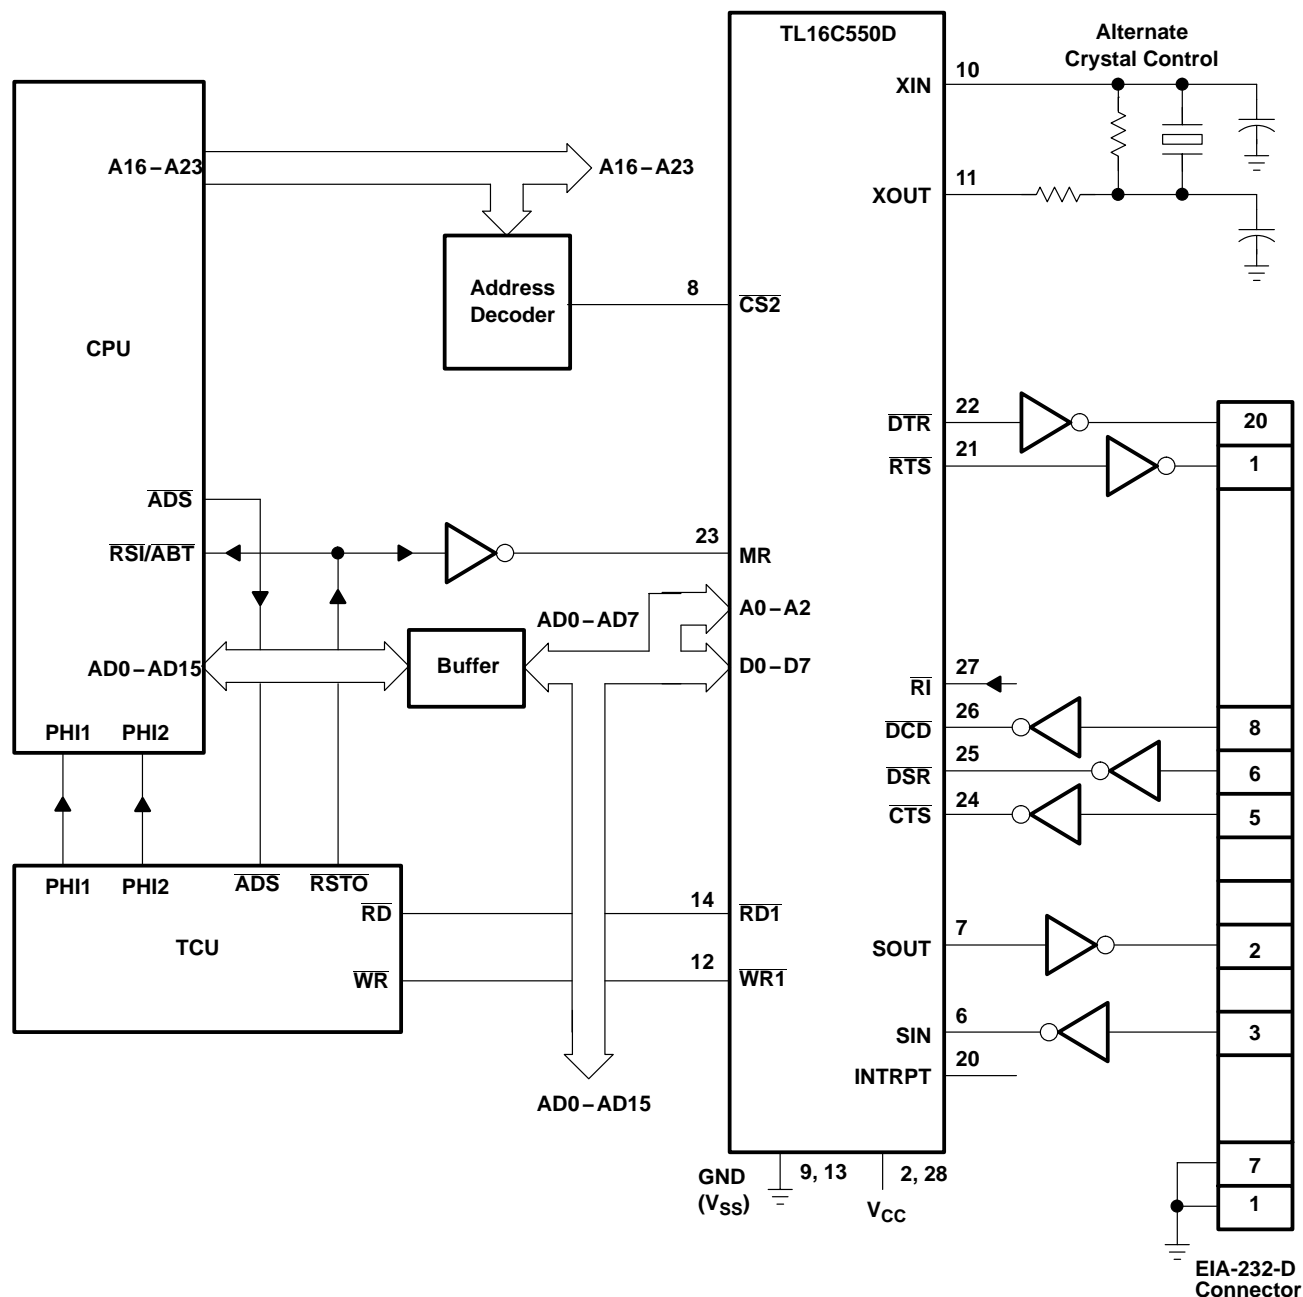 TL16C550D
Alternate
Crystal Control
10
XIN
A16–A23
A16–A23
11
XOUT
Address
Decoder
8
CS2
CPU
22
DTR
20
21
RTS
1
ADS
RSI/ABT
23
MR
AD0–AD7
A0–A2
AD0–AD15
Buffer
D0–D7
27
RI
26
DCD
8
PHI1
PHI2
25
DSR
6
24
CTS
5
PHI1
PHI2
ADS
RSTO
RD
14
RD1
TCU
7
SOUT
2
WR
12
WR1
6
SIN
3
20
INTRPT
AD0–AD15
GND
(VSS)
9, 13
2, 28
VCC
7
1
EIA-232-D
Connector